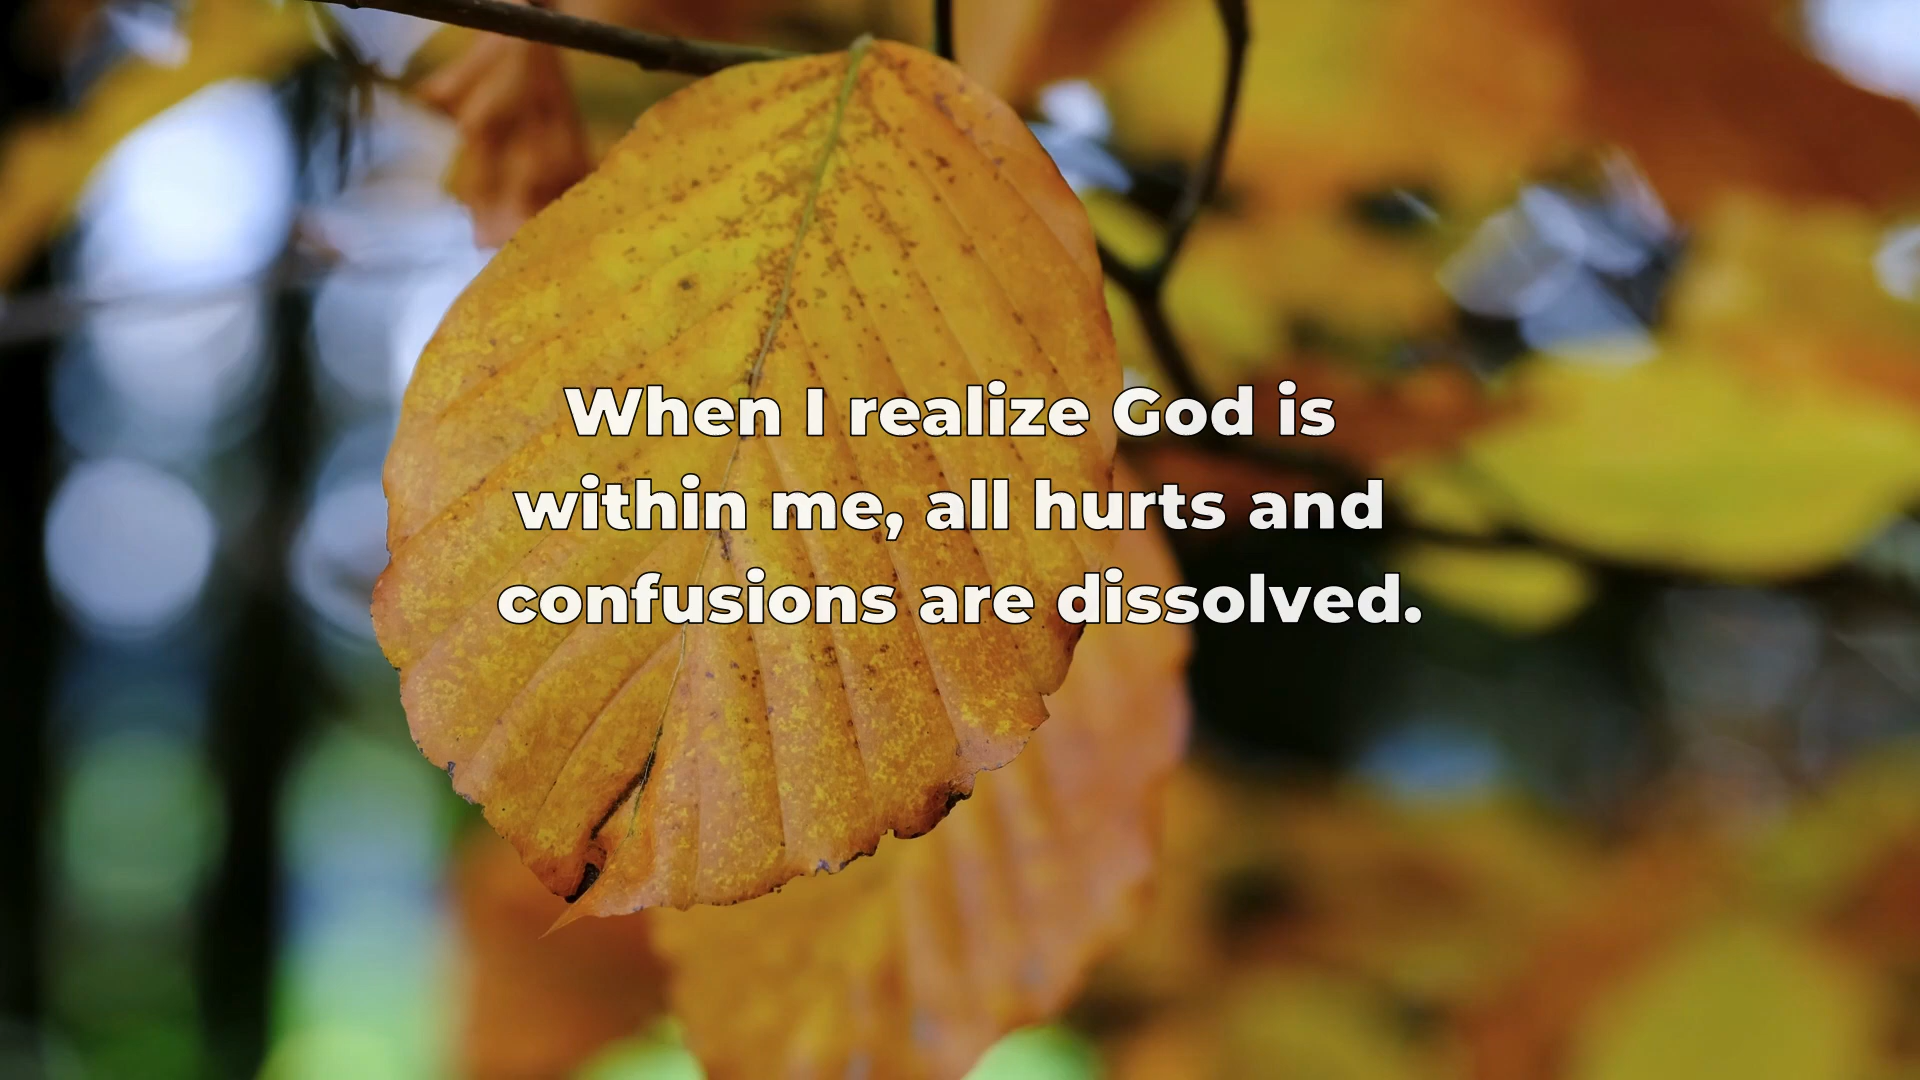 When I realize God is
within me, all hurts and
confusions are dissolved.